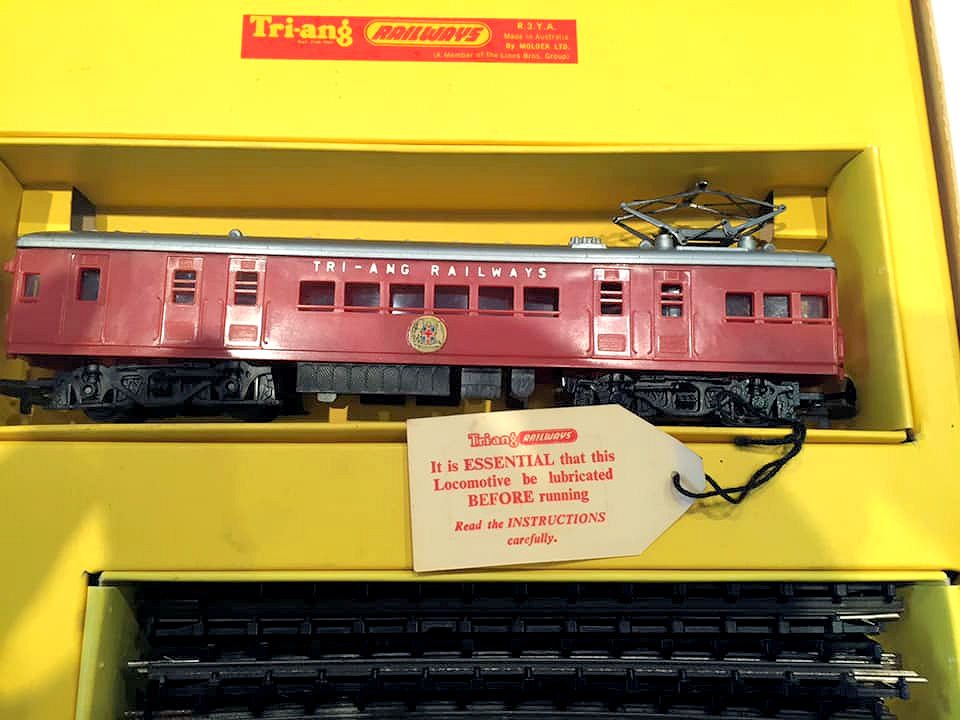 Tri-ang RAILWAYS
R.3.Y.A.
Made in Australia
By MOLDEX LTD.
(A Member of The Lines Bros. Group)
TRI-ANG RAILWAYS
Tri-ang RAILWAYS
It is ESSENTIAL that this
Locomotive be lubricated
BEFORE running
Read the INSTRUCTIONS
carefully.